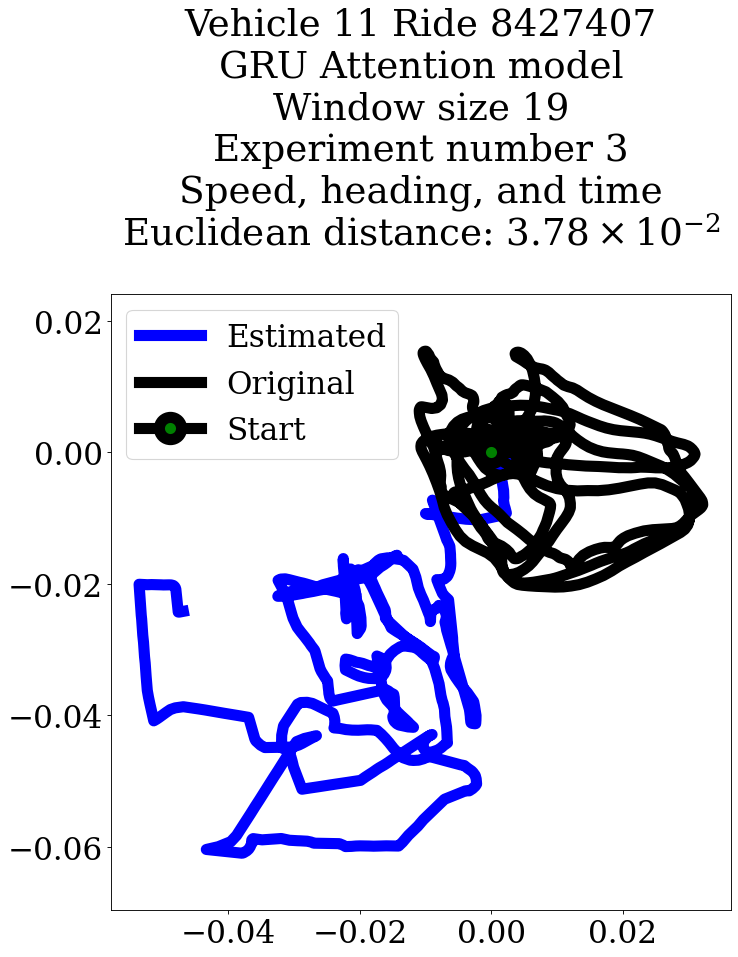 Vehicle 11 Ride 8427407
GRU Attention model
Window size 19
Experiment number 3
Speed, heading, and time
Euclidean distance: 3.78 × 10⁻²
0.02
0.00
−0.02
−0.04
−0.06
Estimated
Original
Start
−0.04
−0.02
0.00
0.02